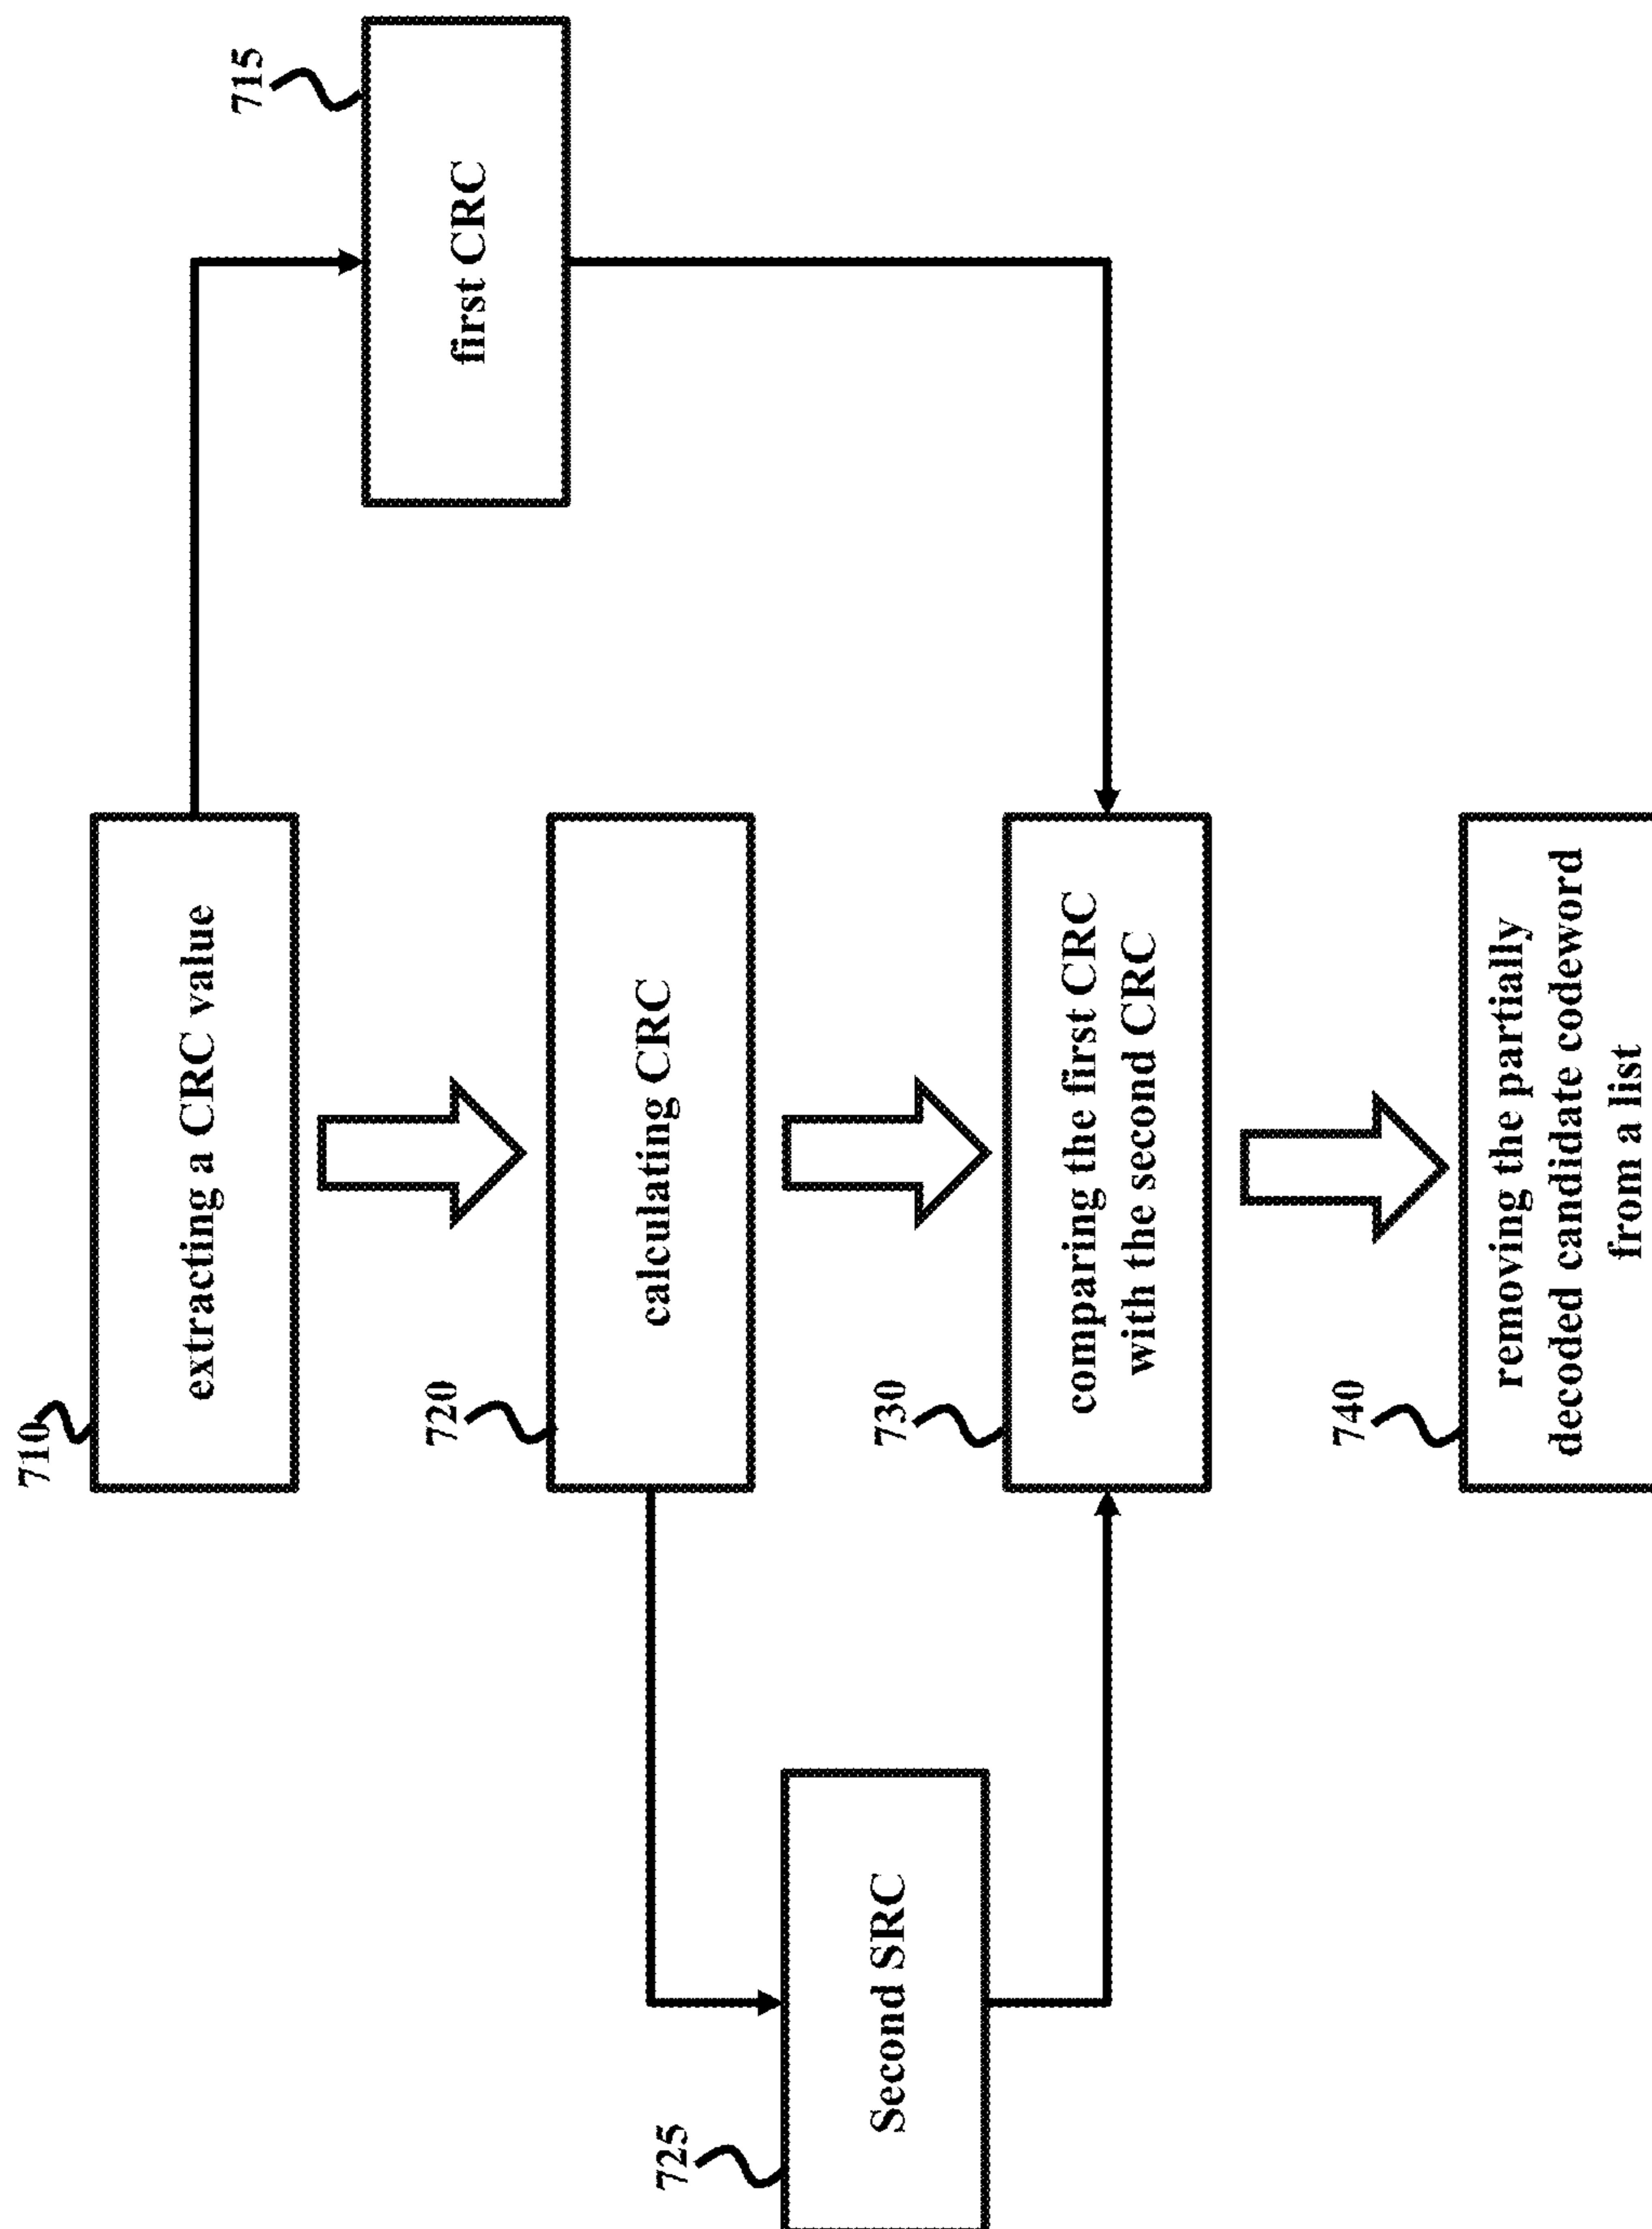 710
extracting a CRC value
715
first CRC
720
calculating CRC
725
Second SRC
730
comparing the first CRC
with the second CRC
740
removing the partially
decoded candidate codeword
from a list